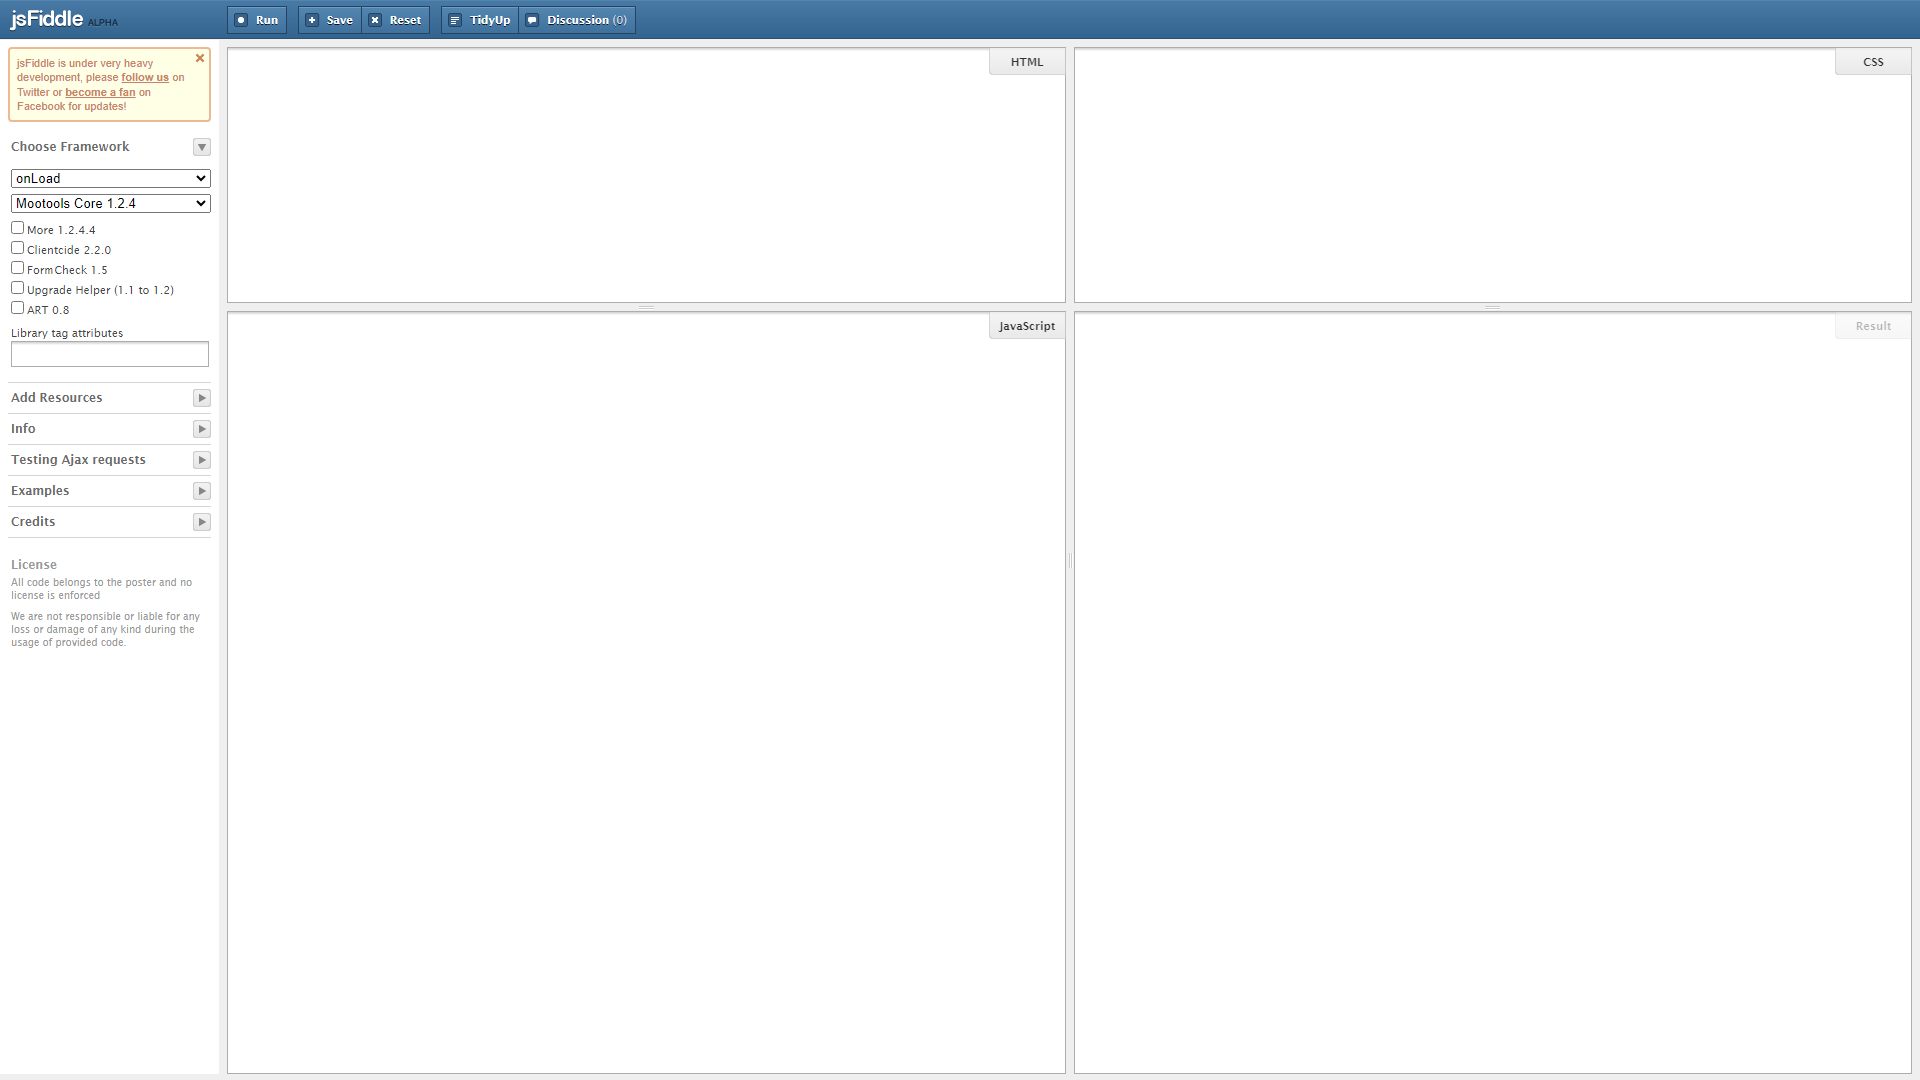 jsFiddle ALPHA
Run
Save
Reset
TidyUp
Discussion (0)
jsFiddle is under very heavy
development, please follow us on
Twitter or become a fan on
Facebook for updates!
Choose Framework
onLoad
Mootools Core 1.2.4
More 1.2.4.4
Clientcide 2.2.0
FormCheck 1.5
Upgrade Helper (1.1 to 1.2)
ART 0.8
Library tag attributes
Add Resources
Info
Testing Ajax requests
Examples
Credits
License
All code belongs to the poster and no
license is enforced
We are not responsible or liable for any
loss or damage of any kind during the
usage of provided code.
HTML
CSS
JavaScript
Result